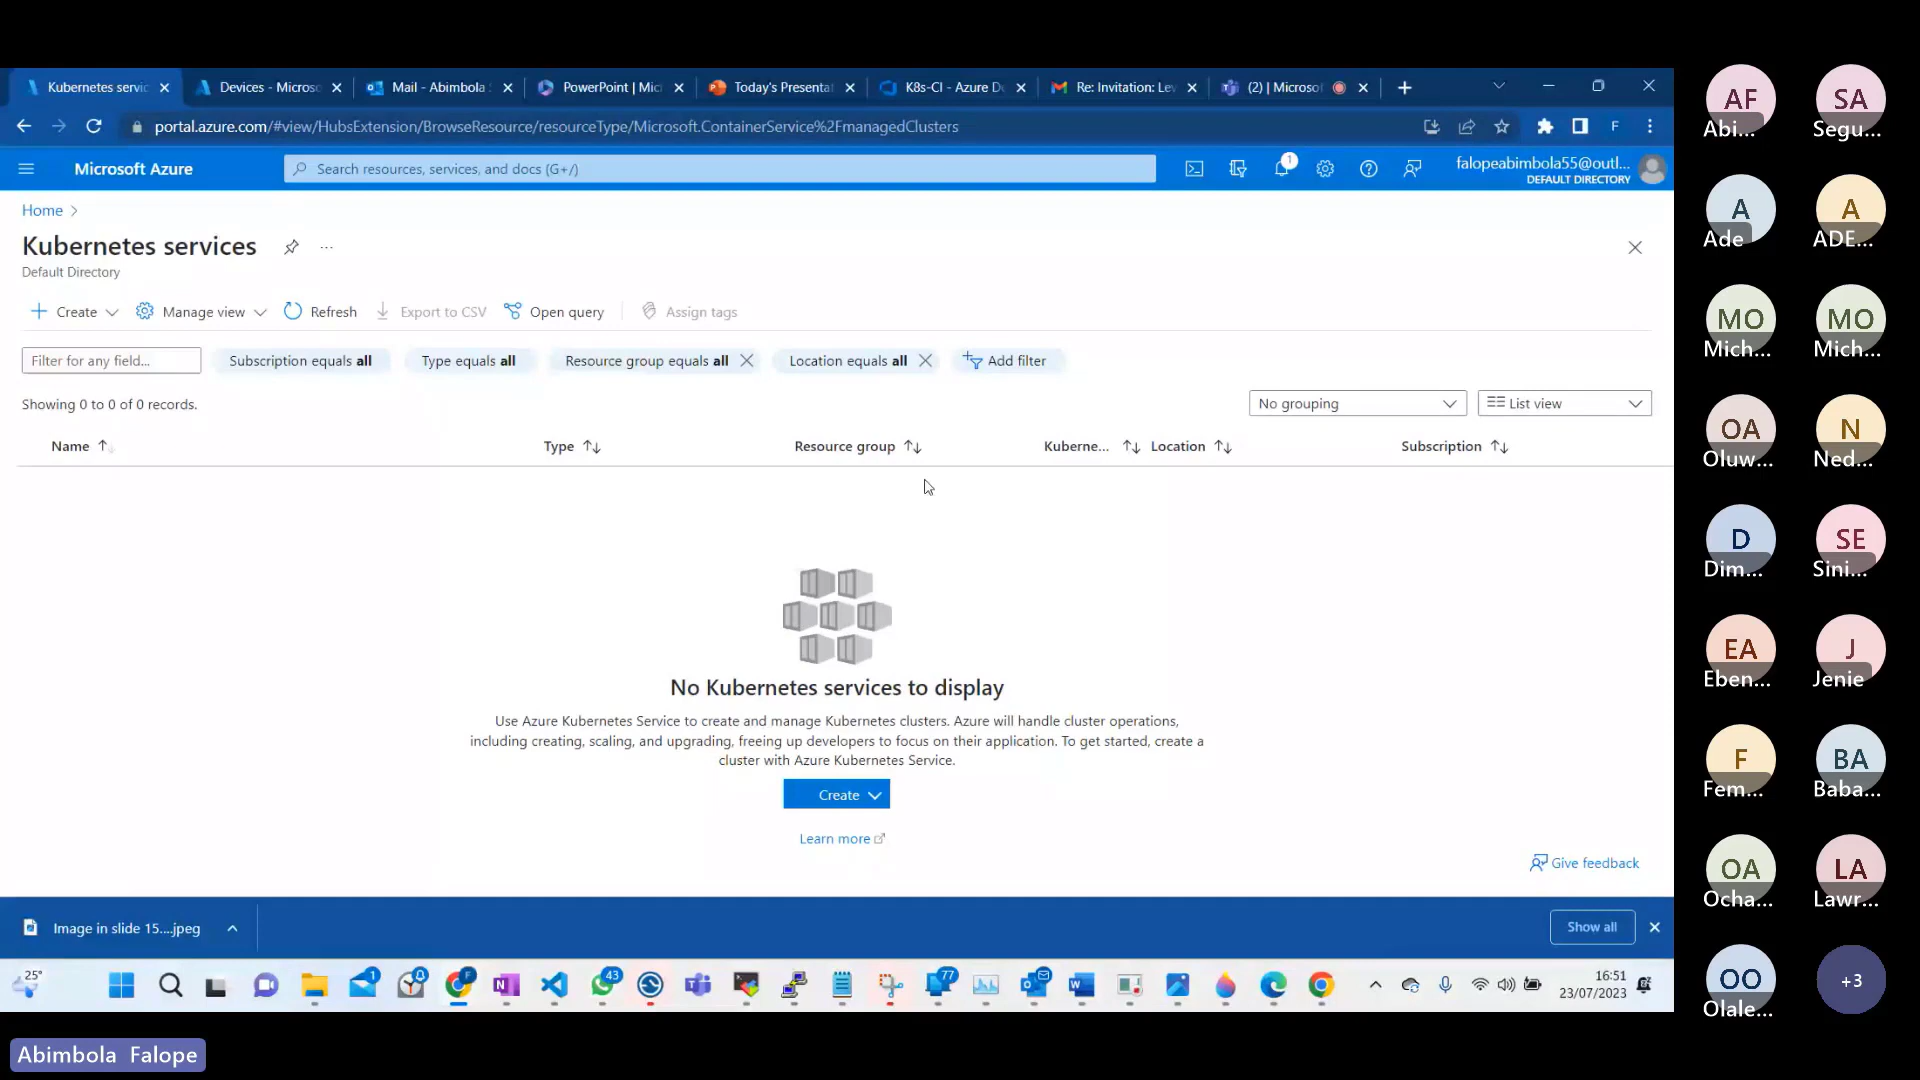 Kubernetes servic
Devices - Microso
Mail - Abimbola
PowerPoint | Mic
Today's Presentat
K8s-CI - Azure D
Re: Invitation: Lev
(2) | Microso
portal.azure.com/#view/HubsExtension/BrowseResource/resourceType/Microsoft.ContainerService%2FmanagedClusters
F
Microsoft Azure
Search resources, services, and docs (G+/)
1
falopeabimbola55@outl...
DEFAULT DIRECTORY
Home >
Kubernetes services
...
Default Directory
Create
Manage view
Refresh
Export to CSV
Open query
Assign tags
Filter for any field...
Subscription equals all
Type equals all
Resource group equals all
Location equals all
Add filter
Showing 0 to 0 of 0 records.
No grouping
List view
Name
Type
Resource group
Kuberne...
Location
Subscription
No Kubernetes services to display
Use Azure Kubernetes Service to create and manage Kubernetes clusters. Azure will handle cluster operations,
including creating, scaling, and upgrading, freeing up developers to focus on their application. To get started, create a
cluster with Azure Kubernetes Service.
Create
Learn more
Give feedback
Image in slide 15....jpeg
Show all
25°
1
F
N
43
77
W
16:51
23/07/2023
Abimbola Falope
AF
Abi...
SA
Segu...
A
Ade
A
ADE...
MO
Mich...
MO
Mich...
OA
Oluw...
N
Ned...
D
Dim...
SE
Sini...
EA
Eben...
J
Jenie
F
Fem...
BA
Baba...
OA
Ocha...
LA
Lawr...
OO
Olale...
+3